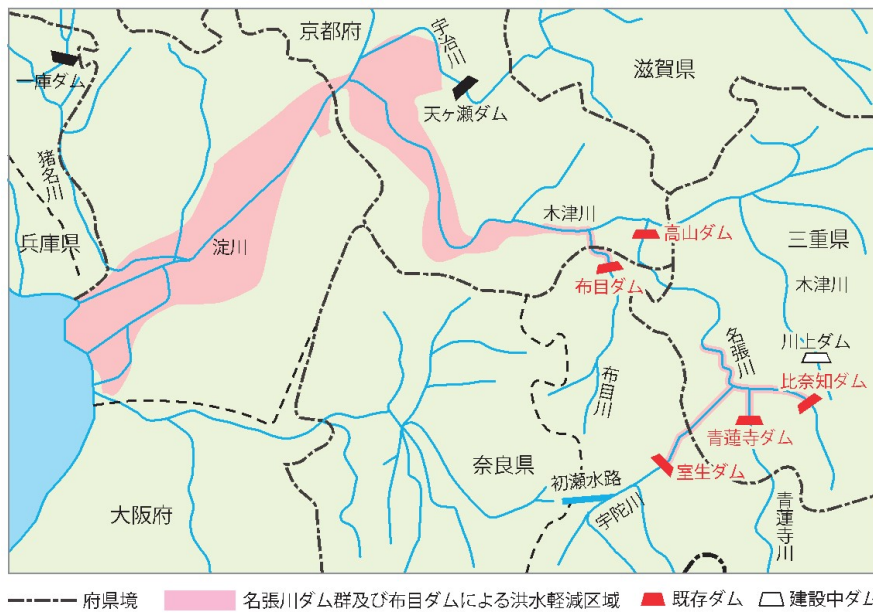 京都府
宇治川
滋賀県
一庫ダム
天ヶ瀬ダム
猪名川
木津川
高山ダム
淀川
兵庫県
三重県
布目ダム
木津川
名張川
川上ダム
比奈知ダム
布目川
青蓮寺ダム
奈良県
室生ダム
初瀬水路
宇陀川
大阪府
青蓮寺川
府県境
名張川ダム群及び布目ダムによる洪水軽減区域
既存ダム
建設中ダム